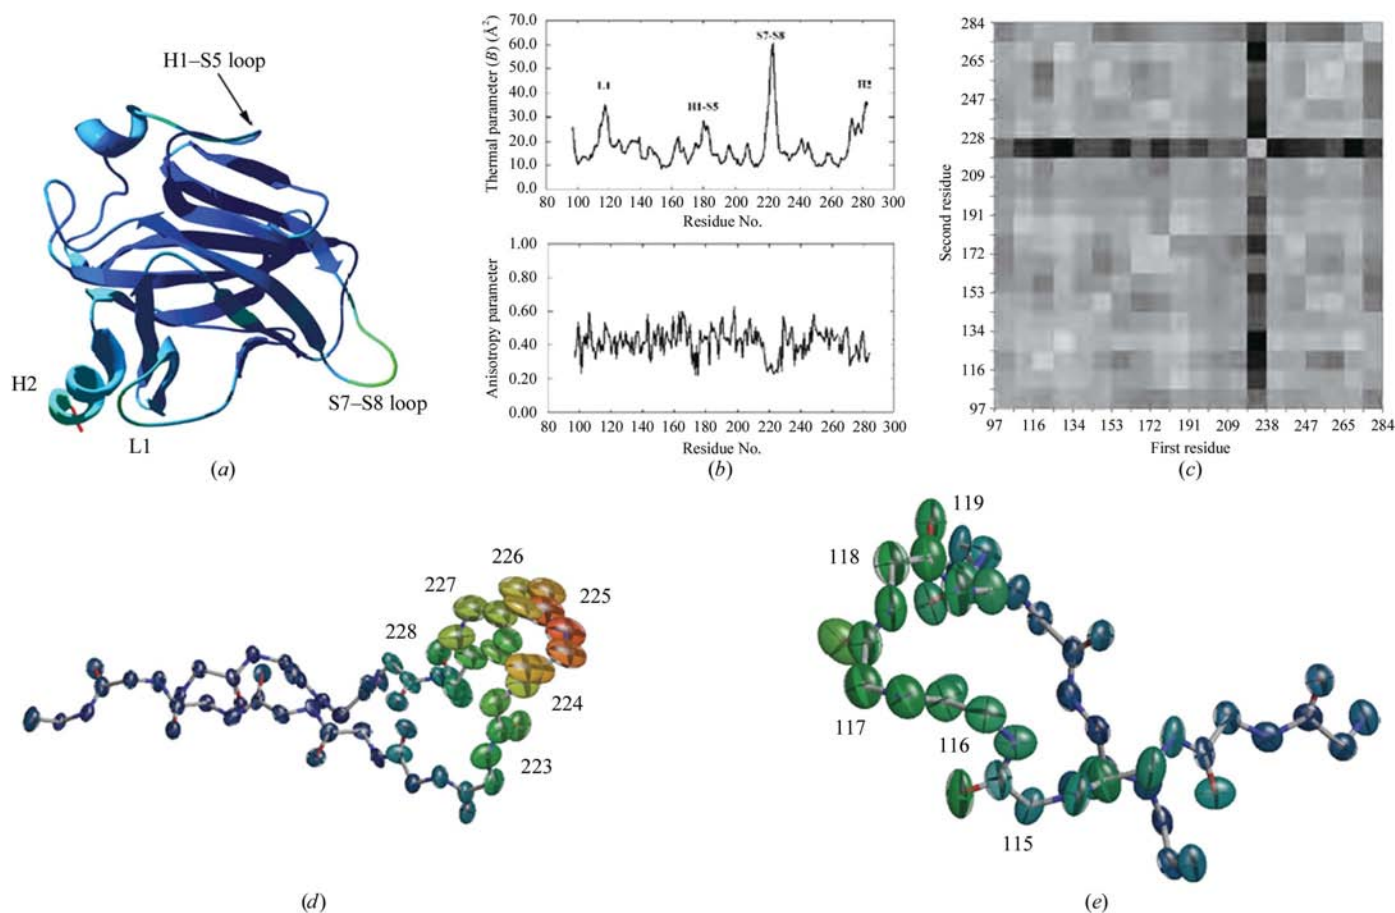 H1–S5 loop
H2
L1
S7–S8 loop
(a)
Thermal parameter (B) (Å²)
70.0
60.0
50.0
40.0
30.0
20.0
10.0
0.0
L1
H1-S5
S7-S8
H2
80 100 120 140 160 180 200 220 240 260 280 300
Residue No.
Anisotropy parameter
1.00
0.80
0.60
0.40
0.20
0.00
80 100 120 140 160 180 200 220 240 260 280 300
Residue No.
(b)
Second residue
284
265
247
228
209
191
172
153
134
116
97
97 116 134 153 172 191 209 228 238 247 265 284
First residue
(c)
226
227
225
228
224
223
(d)
119
118
117
116
115
(e)